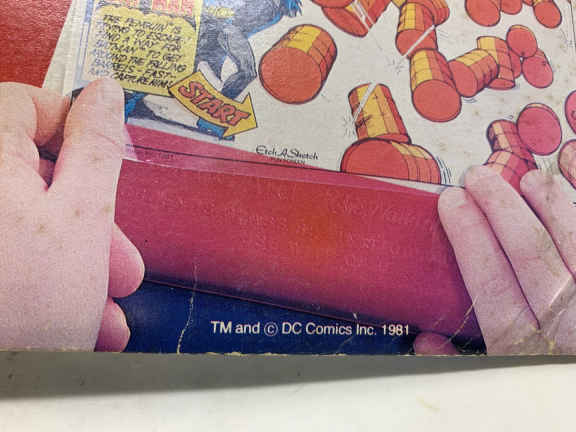 THE PENGUIN IS
TRYING TO ESCAPE.
FIND A WAY FOR
BATMAN TO GET
AROUND THE FALLING
BARRELS FAST
AND CAPTURE HIM!
START
Etch A Sketch
TM and © DC Comics Inc. 1981